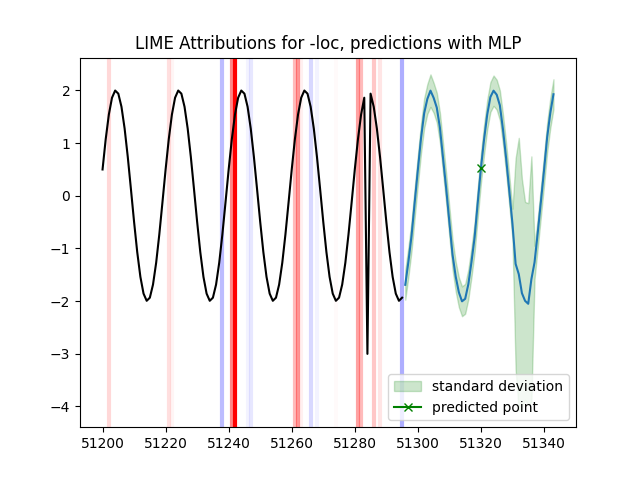 LIME Attributions for -loc, predictions with MLP
2
1
0
−1
−2
−3
−4
standard deviation
predicted point
51200 51220 51240 51260 51280 51300 51320 51340